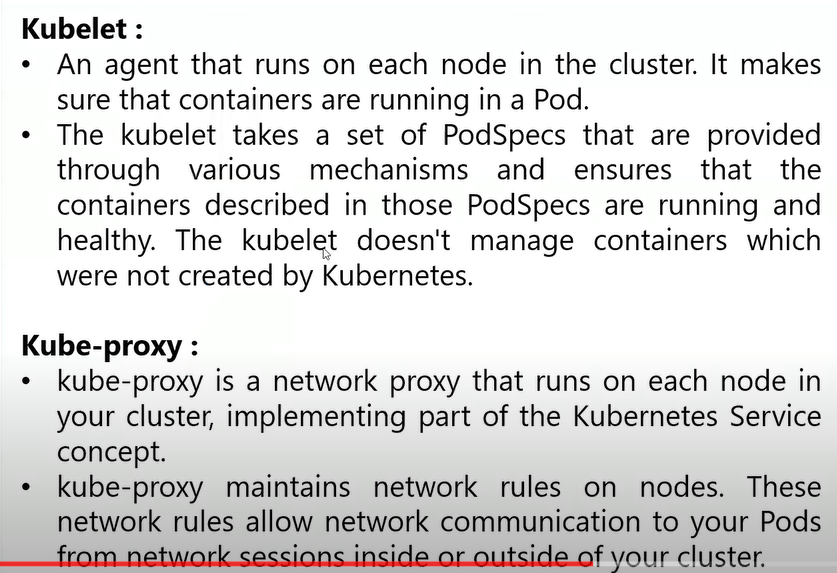 Kubelet :
• An agent that runs on each node in the cluster. It makes
sure that containers are running in a Pod.
• The kubelet takes a set of PodSpecs that are provided
through various mechanisms and ensures that the
containers described in those PodSpecs are running and
healthy. The kubelet doesn't manage containers which
were not created by Kubernetes.
Kube-proxy :
• kube-proxy is a network proxy that runs on each node in
your cluster, implementing part of the Kubernetes Service
concept.
• kube-proxy maintains network rules on nodes. These
network rules allow network communication to your Pods
from network sessions inside or outside of your cluster.